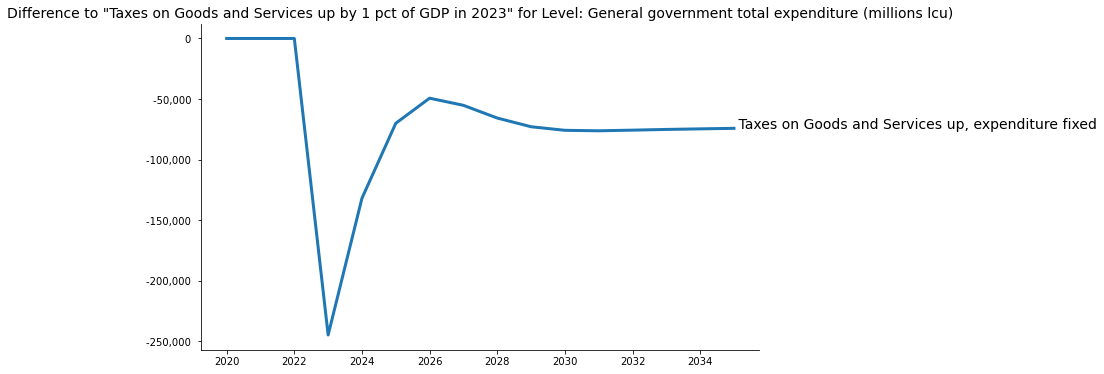 Difference to "Taxes on Goods and Services up by 1 pct of GDP in 2023" for Level: General government total expenditure (millions lcu)
0
-50,000
-100,000
-150,000
-200,000
-250,000
Taxes on Goods and Services up, expenditure fixed
2020 2022 2024 2026 2028 2030 2032 2034